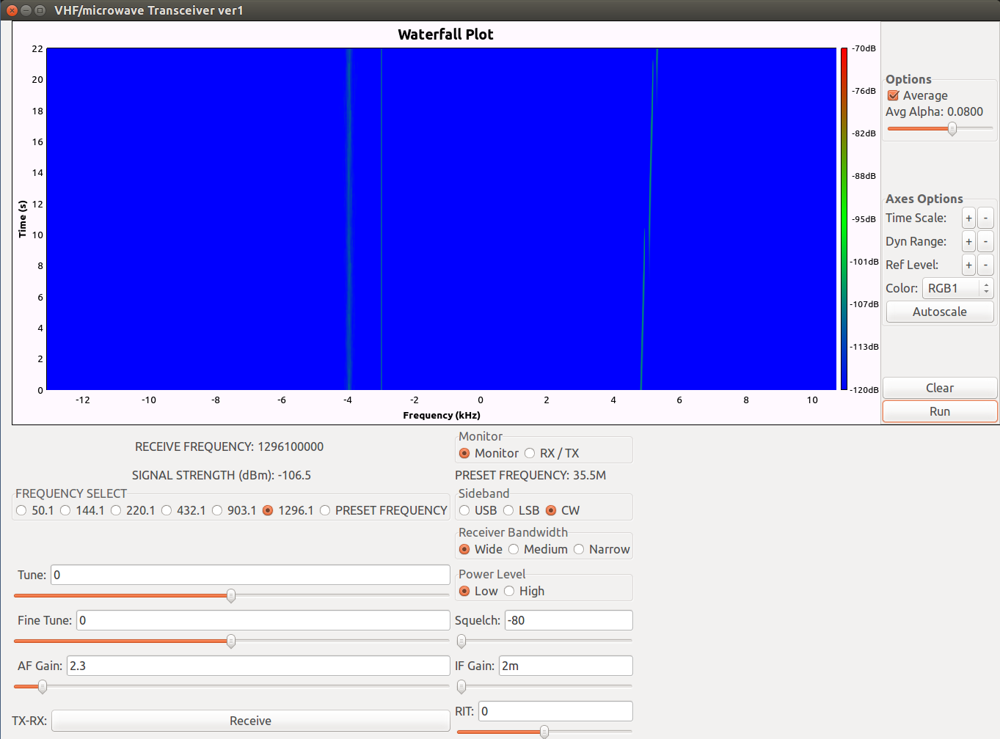 VHF/microwave Transceiver ver1
Waterfall Plot
22
20
18
16
14
12
10
8
6
4
2
0
Time (s)
-12 -10 -8 -6 -4 -2 0 2 4 6 8 10
Frequency (kHz)
-70dB
-76dB
-82dB
-88dB
-95dB
-101dB
-107dB
-113dB
-120dB
Options
Average
Avg Alpha: 0.0800
Axes Options
Time Scale: + -
Dyn Range: + -
Ref Level: + -
Color: RGB1
Autoscale
Clear
Run
RECEIVE FREQUENCY: 1296100000
SIGNAL STRENGTH (dBm): -106.5
FREQUENCY SELECT
50.1 144.1 220.1 432.1 903.1 1296.1 PRESET FREQUENCY
Monitor
Monitor RX / TX
PRESET FREQUENCY: 35.5M
Sideband
USB LSB CW
Receiver Bandwidth
Wide Medium Narrow
Tune: 0
Power Level
Low High
Fine Tune: 0
Squelch: -80
AF Gain: 2.3
IF Gain: 2m
TX-RX: Receive
RIT: 0